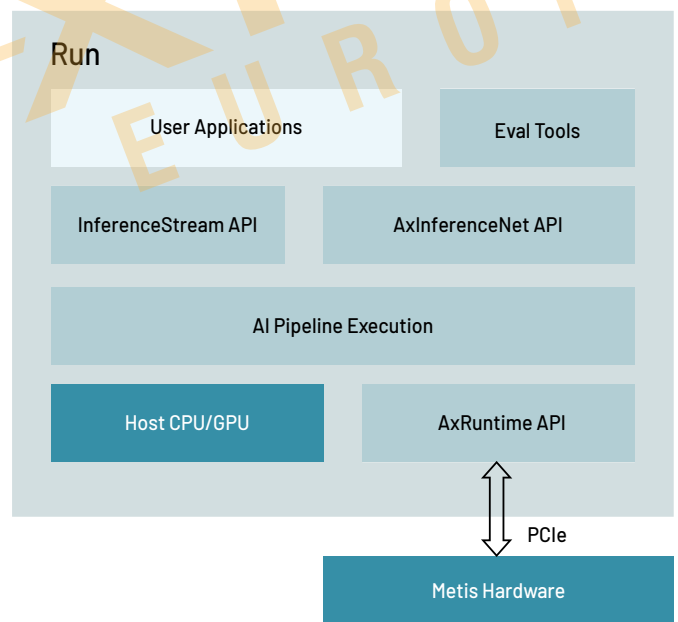 Run
User Applications
Eval Tools
InferenceStream API
AxInferenceNet API
AI Pipeline Execution
Host CPU/GPU
AxRuntime API
PCIe
Metis Hardware